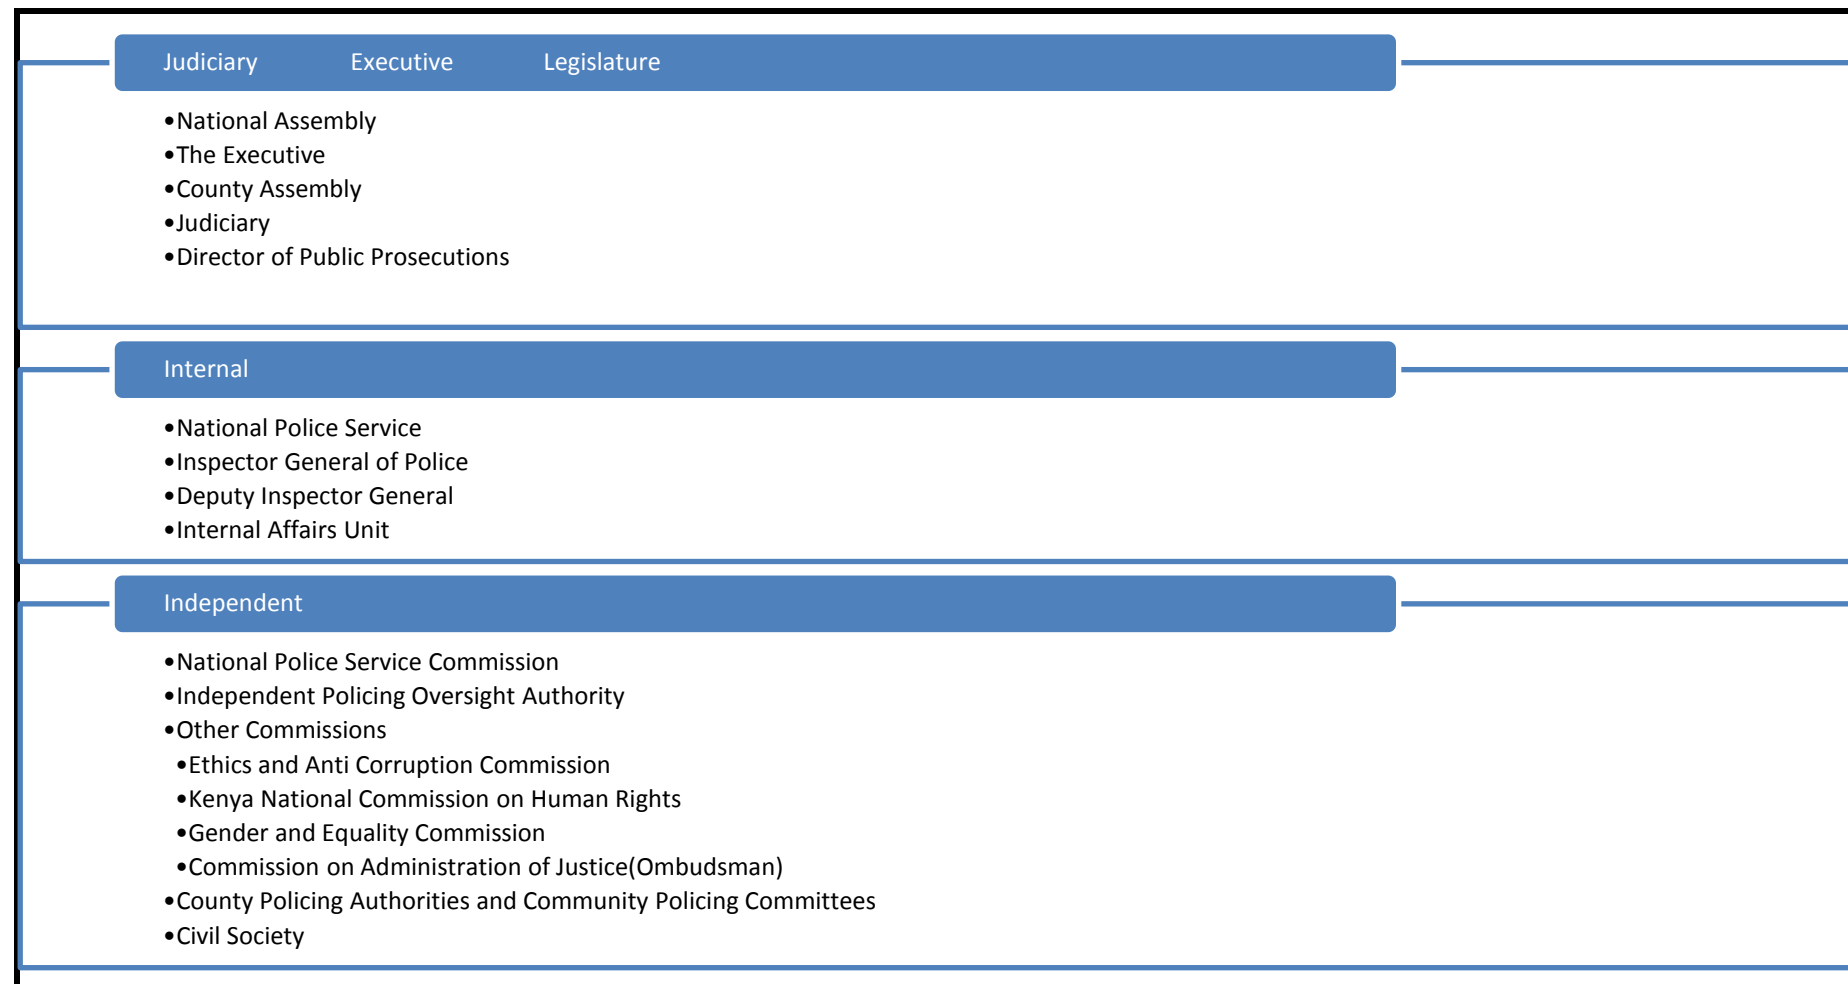 Judiciary Executive Legislature
•National Assembly
•The Executive
•County Assembly
•Judiciary
•Director of Public Prosecutions
Internal
•National Police Service
•Inspector General of Police
•Deputy Inspector General
•Internal Affairs Unit
Independent
•National Police Service Commission
•Independent Policing Oversight Authority
•Other Commissions
•Ethics and Anti Corruption Commission
•Kenya National Commission on Human Rights
•Gender and Equality Commission
•Commission on Administration of Justice(Ombudsman)
•County Policing Authorities and Community Policing Committees
•Civil Society